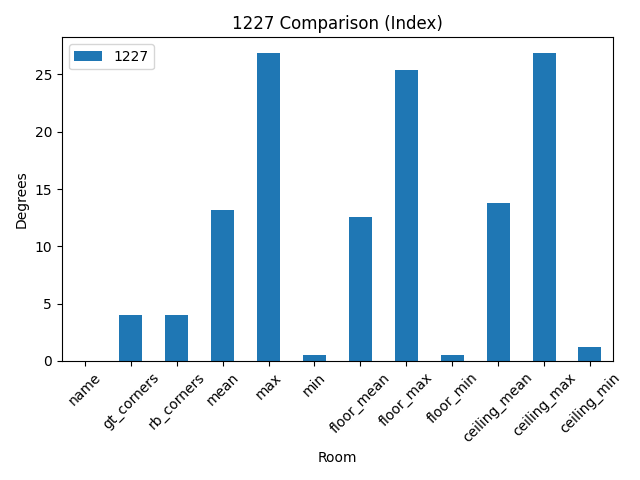 1227 Comparison (Index)
1227
Degrees
25
20
15
10
5
0
name
gt_corners
rb_corners
mean
max
min
floor_mean
floor_max
floor_min
ceiling_mean
ceiling_max
ceiling_min
Room